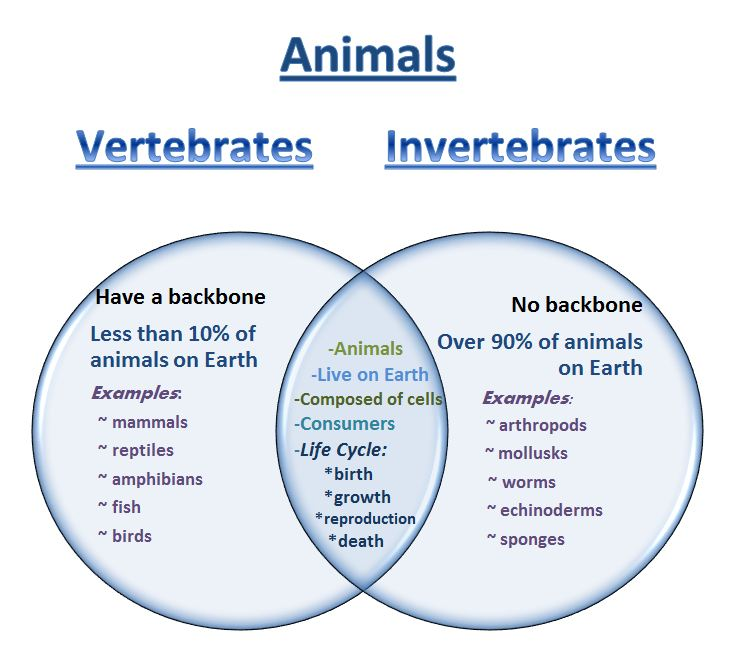 Animals
Vertebrates
Invertebrates
Have a backbone
Less than 10% of
animals on Earth
Examples:
~ mammals
~ reptiles
~ amphibians
~ fish
~ birds
-Animals
-Live on Earth
-Composed of cells
-Consumers
-Life Cycle:
*birth
*growth
*reproduction
*death
No backbone
Over 90% of animals
on Earth
Examples:
~ arthropods
~ mollusks
~ worms
~ echinoderms
~ sponges